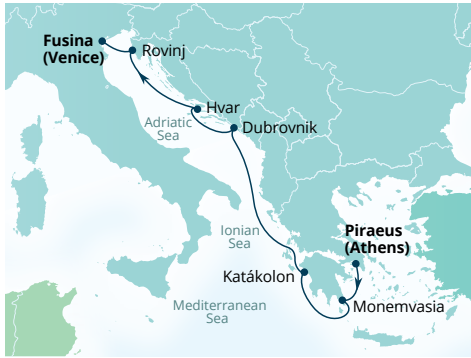 Fusina
(Venice)
Rovinj
Hvar
Adriatic
Sea
Dubrovnik
Ionian
Sea
Piraeus
(Athens)
Katákolon
Mediterranean
Sea
Monemvasia